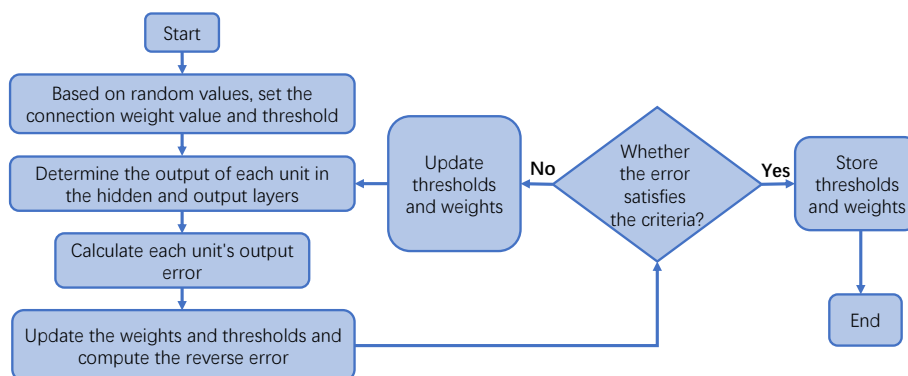 Start
Based on random values, set the
connection weight value and threshold
Determine the output of each unit in
the hidden and output layers
Calculate each unit's output
error
Update the weights and thresholds and
compute the reverse error
Update
thresholds
and weights
No
Whether
the error
satisfies
the criteria?
Yes
Store
thresholds
and weights
End